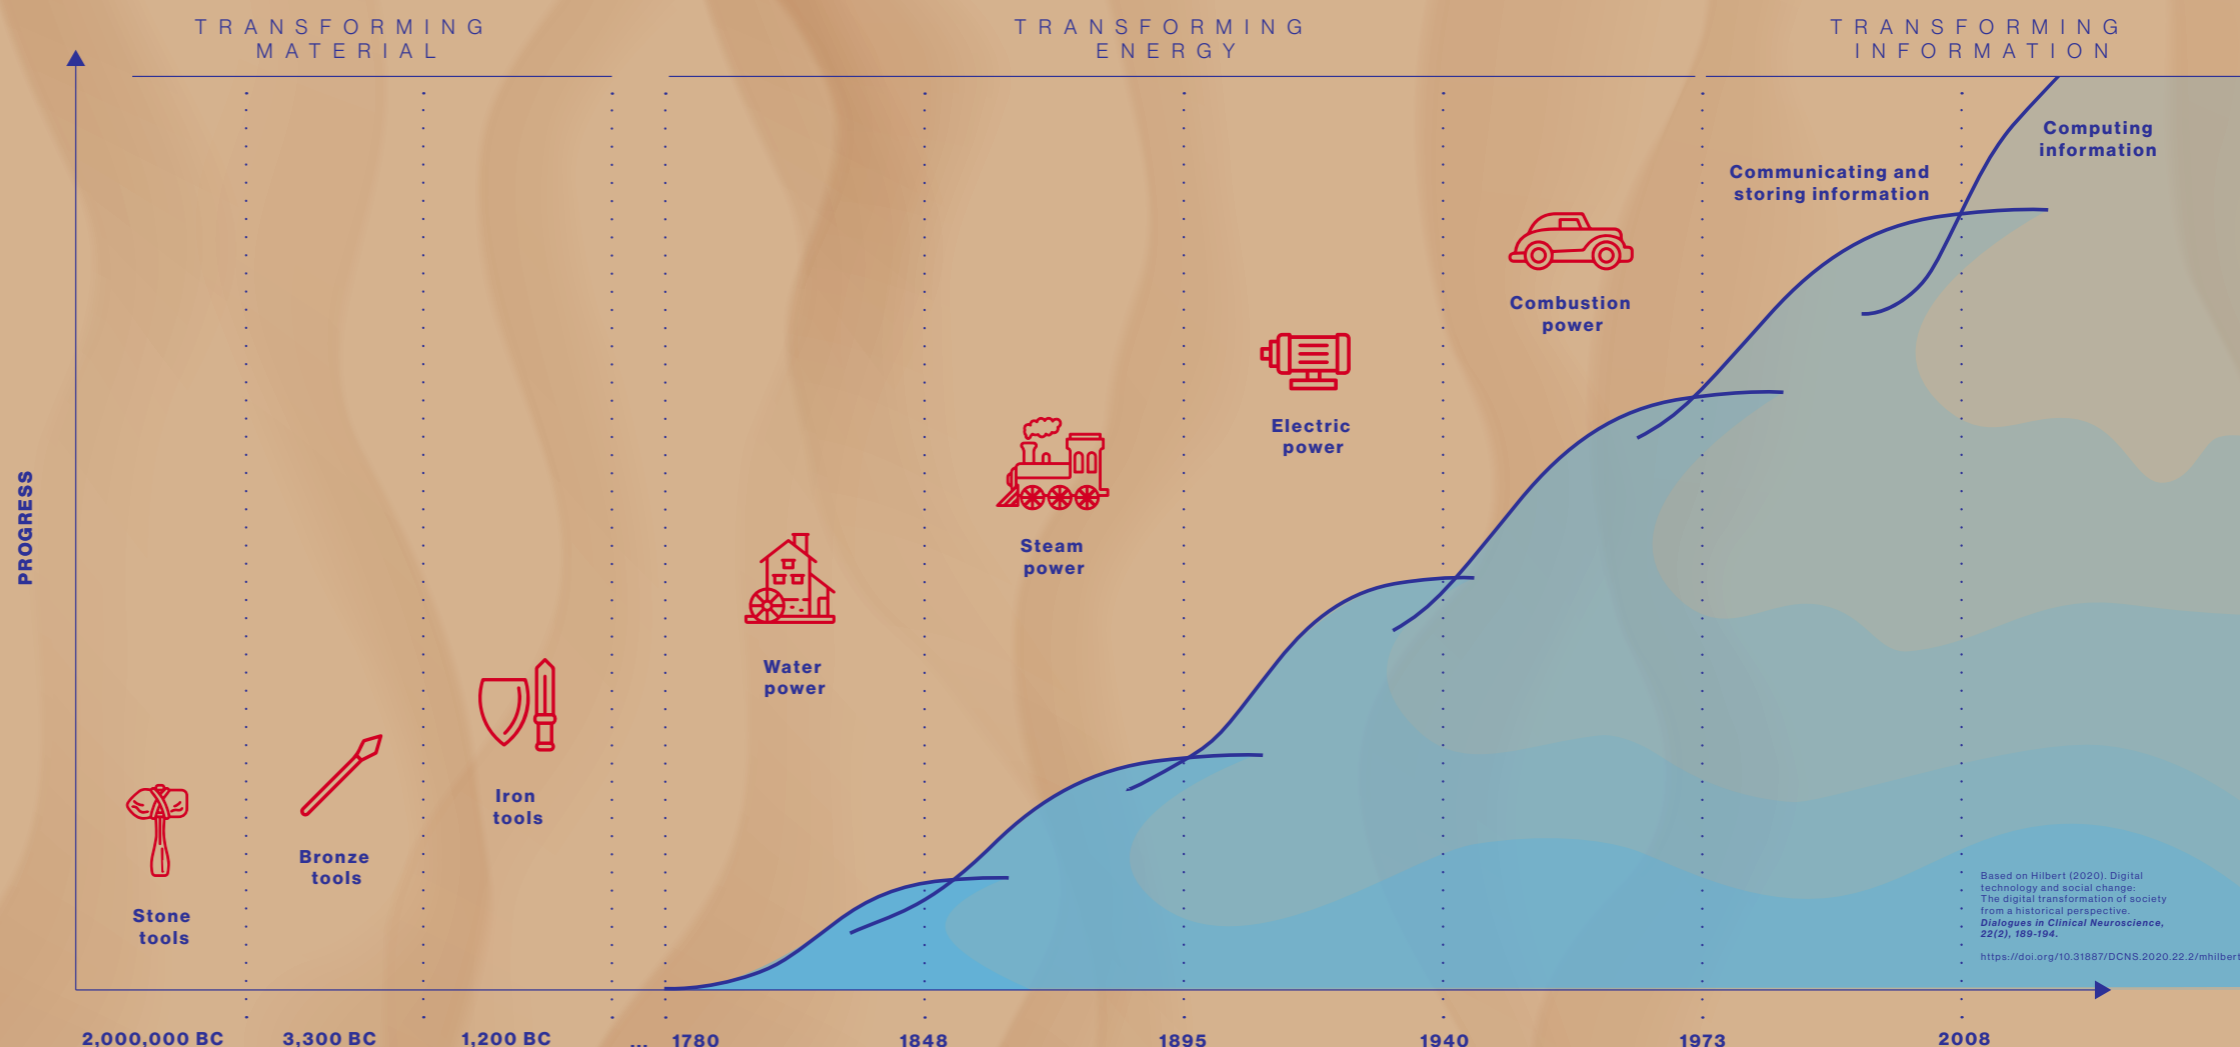 TRANSFORMING
MATERIAL
TRANSFORMING
ENERGY
TRANSFORMING
INFORMATION
PROGRESS
Stone
tools
Bronze
tools
Iron
tools
Water
power
Steam
power
Electric
power
Combustion
power
Communicating and
storing information
Computing
information
Based on Hilbert (2020). Digital
technology and social change:
The digital transformation of society
from a historical perspective.
Dialogues in Clinical Neuroscience,
22(2), 189-194.
https://doi.org/10.31887/DCNS.2020.22.2/mhilbert
2,000,000 BC
3,300 BC
1,200 BC
...
1780
1848
1895
1940
1973
2008